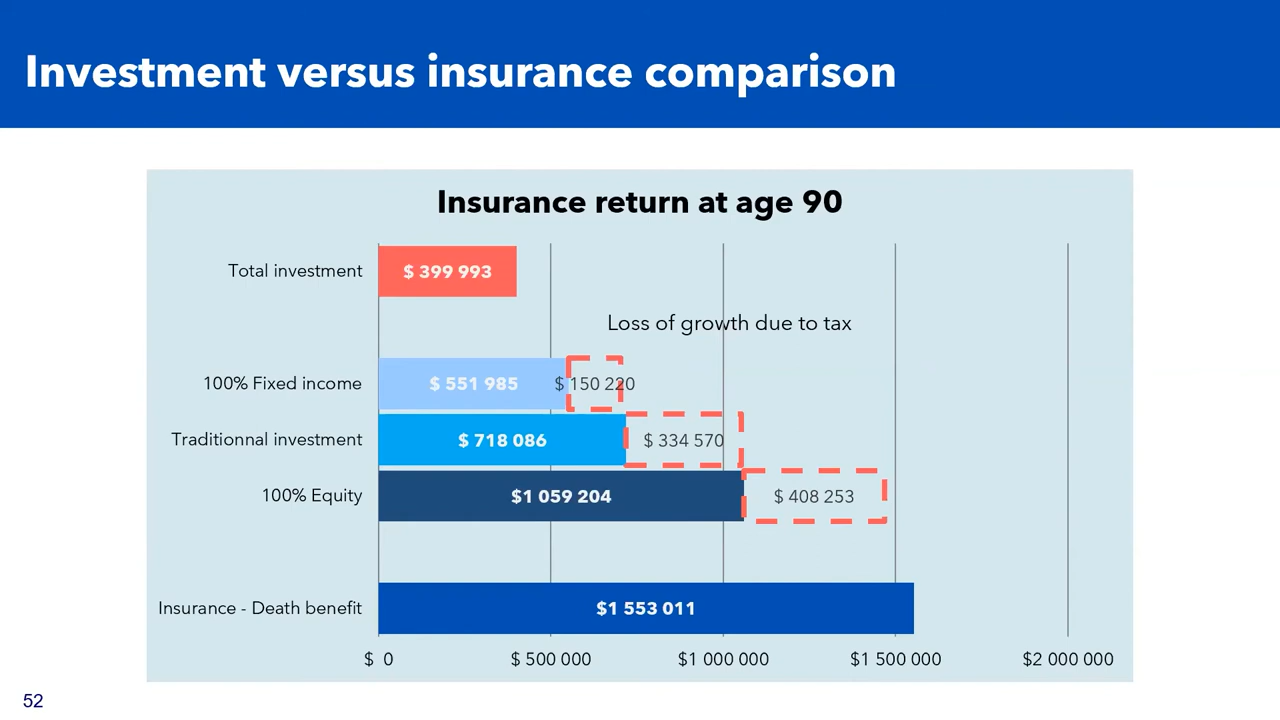 Investment versus insurance comparison
Insurance return at age 90
Total investment
$ 399 993
Loss of growth due to tax
100% Fixed income
$ 551 985
$ 150 220
Traditionnal investment
$ 718 086
$ 334 570
100% Equity
$1 059 204
$ 408 253
Insurance - Death benefit
$1 553 011
$ 0
$ 500 000
$1 000 000
$1 500 000
$2 000 000
52